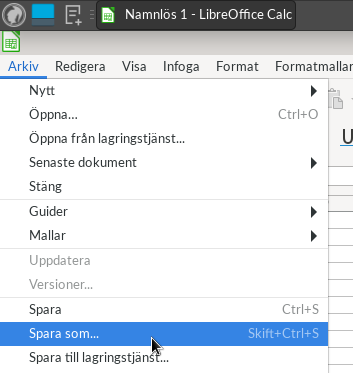 Namnlös 1 - LibreOffice Calc
Arkiv Redigera Visa Infoga Format Formatmallar
Nytt
Öppna... Ctrl+O
Öppna från lagringstjänst...
Senaste dokument
Stäng
Guider
Mallar
Uppdatera
Versioner...
Spara Ctrl+S
Spara som... Skift+Ctrl+S
Spara till lagringstjänst...
U